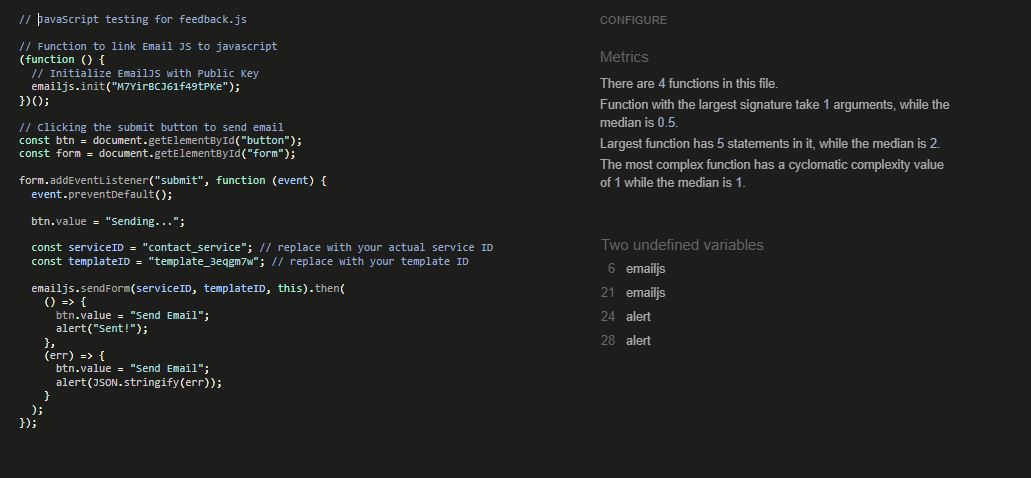 // JavaScript testing for feedback.js
// Function to link Email JS to javascript
(function () {
  // Initialize EmailJS with Public Key
  emailjs.init("M7YirBCJ61f49tPKe");
})();
// Clicking the submit button to send email
const btn = document.getElementById("button");
const form = document.getElementById("form");
form.addEventListener("submit", function (event) {
  event.preventDefault();
  btn.value = "Sending...";
  const serviceID = "contact_service"; // replace with your actual service ID
  const templateID = "template_3eqgm7w"; // replace with your template ID
  emailjs.sendForm(serviceID, templateID, this).then(
    () => {
      btn.value = "Send Email";
      alert("Sent!");
    },
    (err) => {
      btn.value = "Send Email";
      alert(JSON.stringify(err));
    }
  );
});
CONFIGURE
Metrics
There are 4 functions in this file.
Function with the largest signature take 1 arguments, while the
median is 0.5.
Largest function has 5 statements in it, while the median is 2.
The most complex function has a cyclomatic complexity value
of 1 while the median is 1.
Two undefined variables
6 emailjs
21 emailjs
24 alert
28 alert